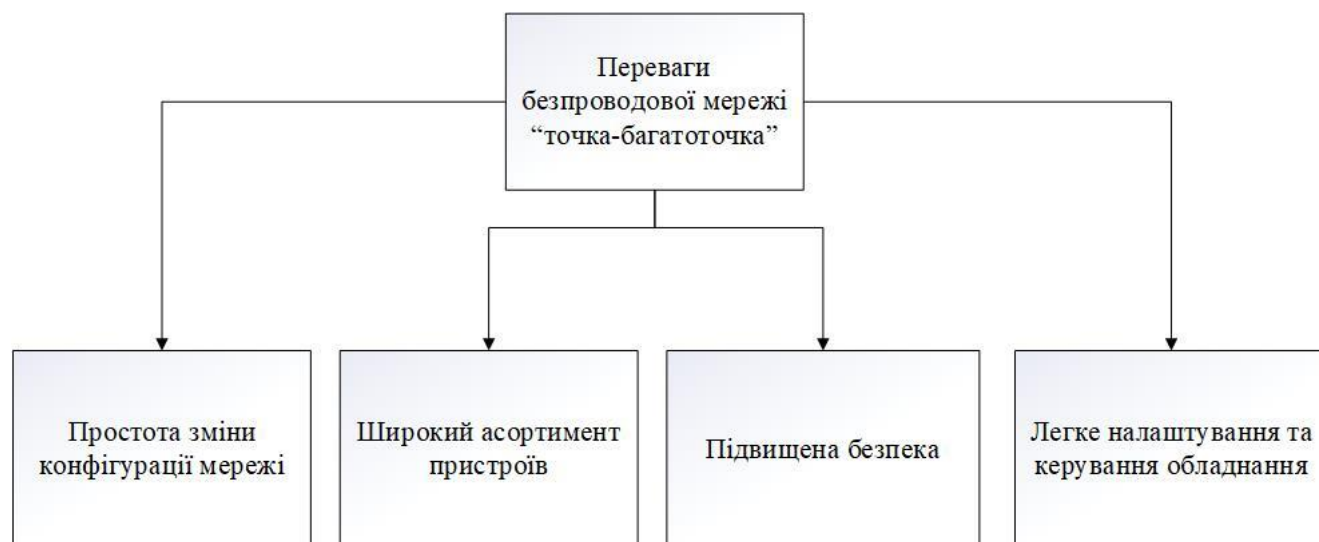 Переваги
безпроводової мережі
“точка-багатоточка”
Простота зміни
конфігурації мережі
Широкий асортимент
пристроїв
Підвищена безпека
Легке налаштування та
керування обладнання